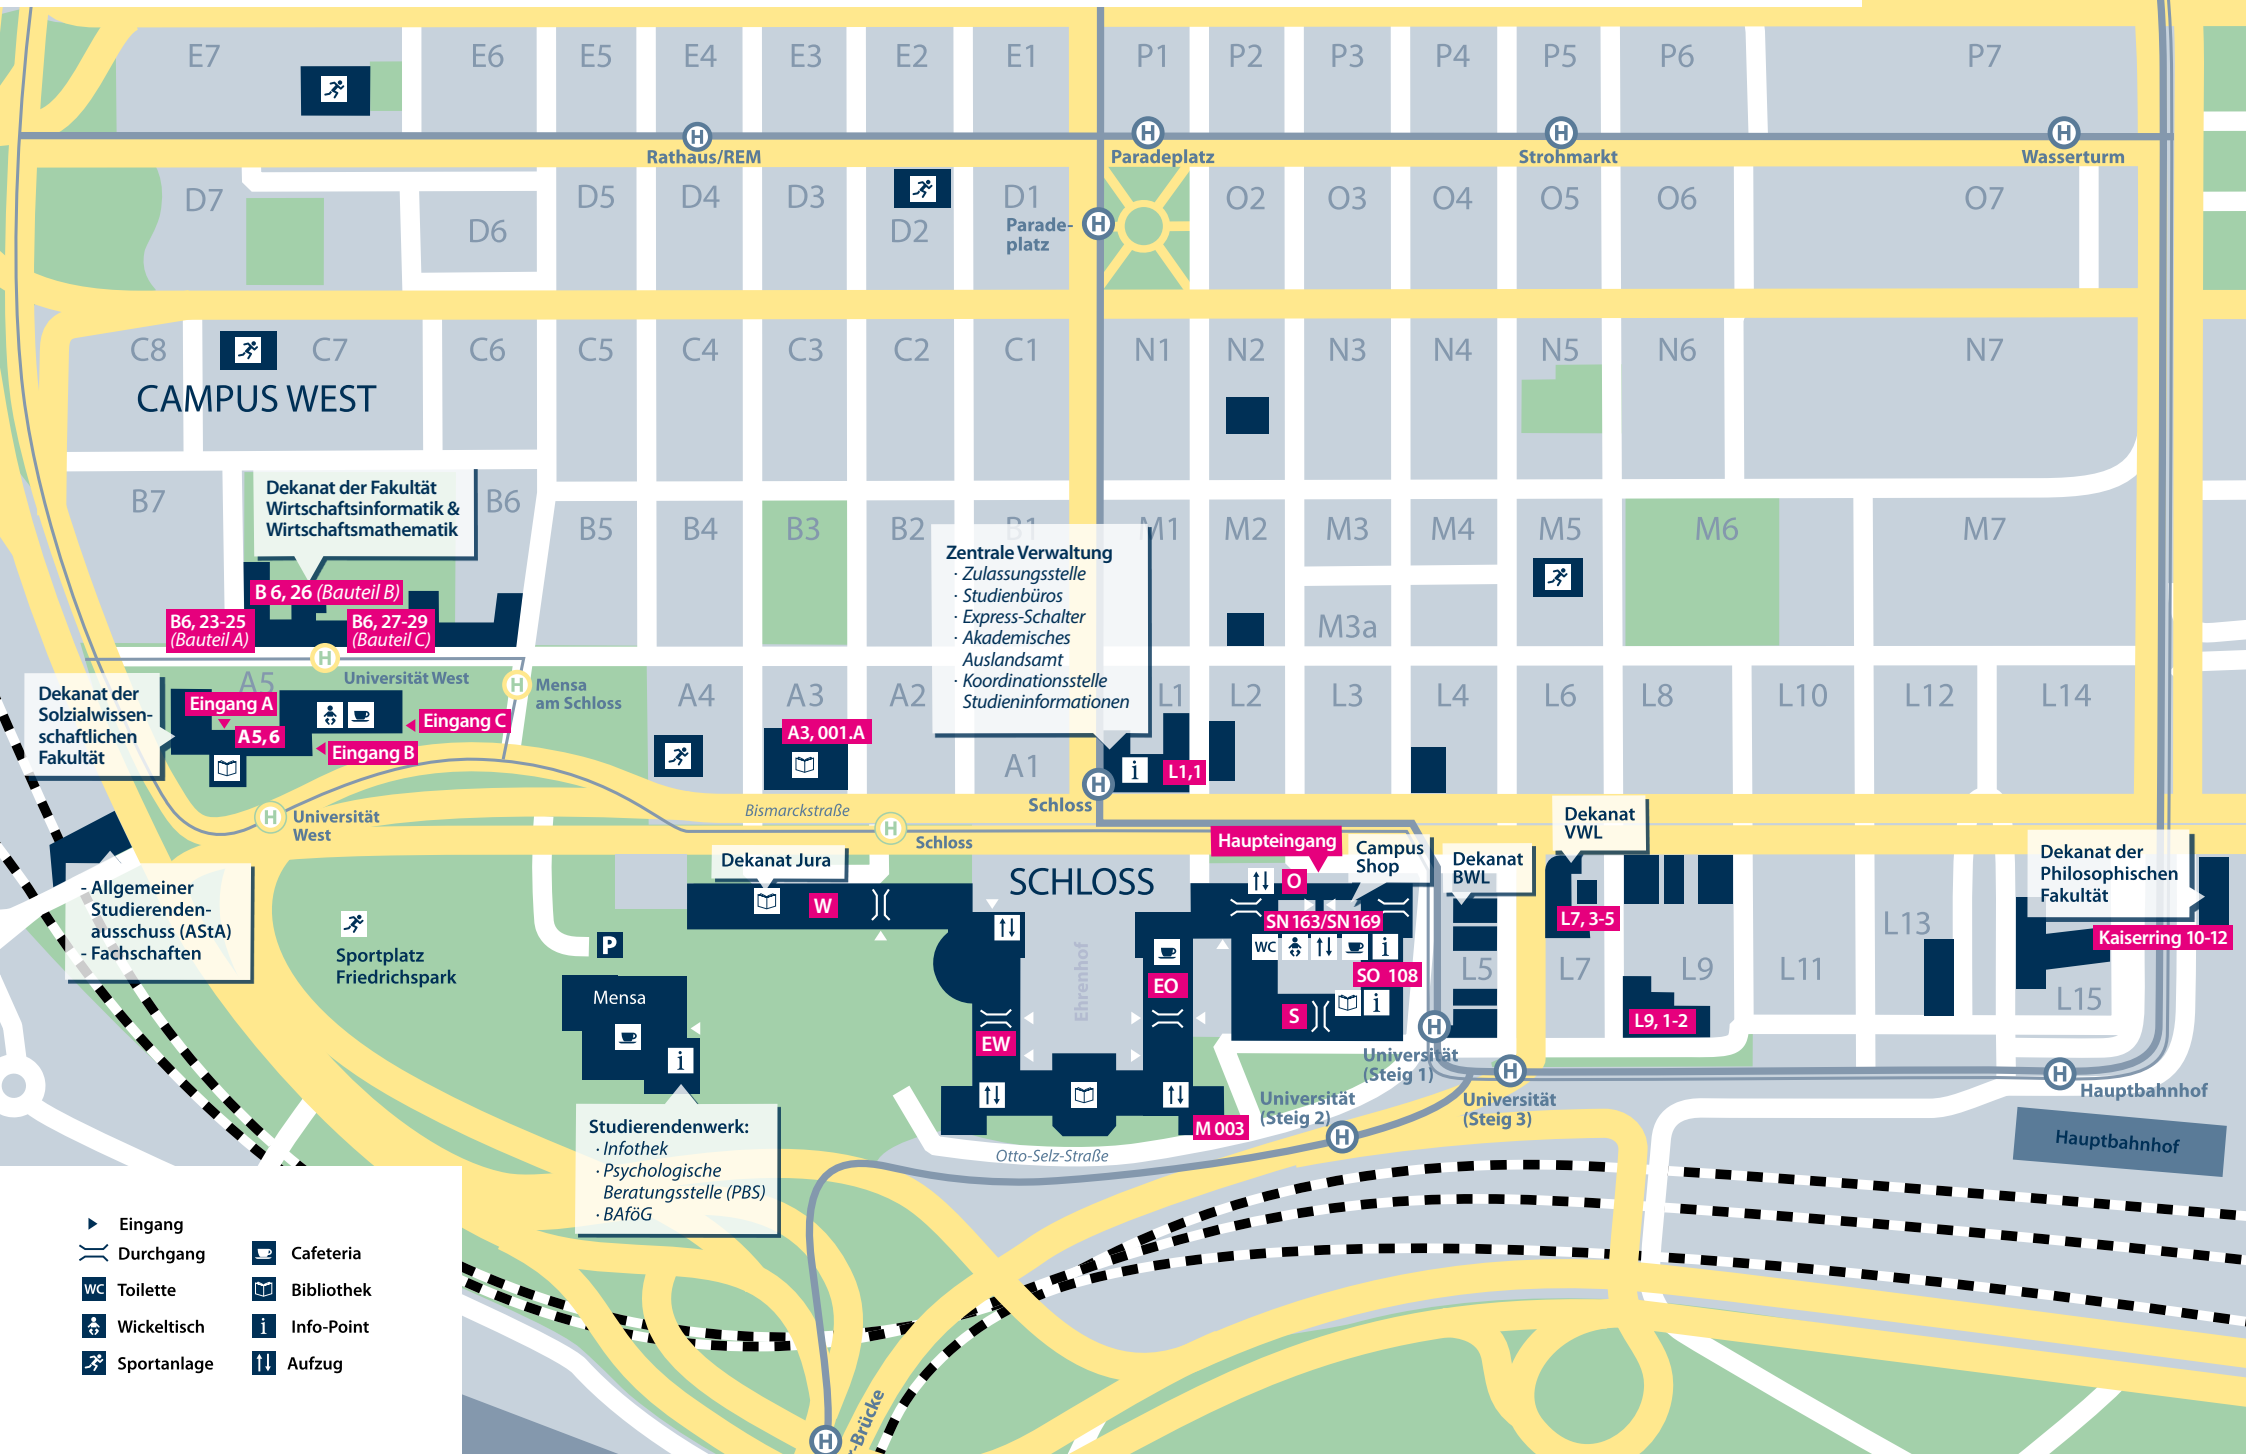 E7
E6
E5
E4
E3
E2
E1
P1
P2
P3
P4
P5
P6
P7
H
H
H
H
Rathaus/REM
Paradeplatz
Strohmarkt
Wasserturm
D7
D6
D5
D4
D3
D2
D1
O2
O3
O4
O5
O6
O7
Parade-
platz
H
C8
C7
C6
C5
C4
C3
C2
C1
N1
N2
N3
N4
N5
N6
N7
CAMPUS WEST
B7
Dekanat der Fakultät
Wirtschaftsinformatik &
Wirtschaftsmathematik
B6
B5
B4
B3
B2
B1
M1
M2
M3
M4
M5
M6
M7
M3a
Zentrale Verwaltung
· Zulassungsstelle
· Studienbüros
· Express-Schalter
· Akademisches
Auslandsamt
· Koordinationsstelle
Studieninformationen
B 6, 26 (Bauteil B)
B6, 23-25
(Bauteil A)
B6, 27-29
(Bauteil C)
H
Universität West
H
Mensa
am Schloss
A5
Dekanat der
Solzialwissen-
schaftlichen
Fakultät
Eingang A
A5, 6
Eingang C
Eingang B
A4
A3
A2
A1
L1
L2
L3
L4
L6
L8
L10
L12
L14
A3, 001.A
i
L1,1
H
Schloss
H
Universität
West
Bismarckstraße
H
Schloss
- Allgemeiner
Studierenden-
ausschuss (AStA)
- Fachschaften
Sportplatz
Friedrichspark
P
Dekanat Jura
W
SCHLOSS
Haupteingang
Campus
Shop
Dekanat
BWL
Dekanat
VWL
Dekanat der
Philosophischen
Fakultät
O
SN 163/SN 169
WC
i
SO 108
S
i
EO
EW
Ehrenhof
M 003
L5
L7
L7, 3-5
L9
L9, 1-2
L11
L13
L15
Kaiserring 10-12
Mensa
i
Studierendenwerk:
· Infothek
· Psychologische
Beratungsstelle (PBS)
· BAföG
Otto-Selz-Straße
H
Universität
(Steig 1)
Universität
(Steig 2)
H
H
Universität
(Steig 3)
H
Hauptbahnhof
Hauptbahnhof
Eingang
Durchgang
WC Toilette
Wickeltisch
Sportanlage
Cafeteria
Bibliothek
i Info-Point
Aufzug
H
-Brücke